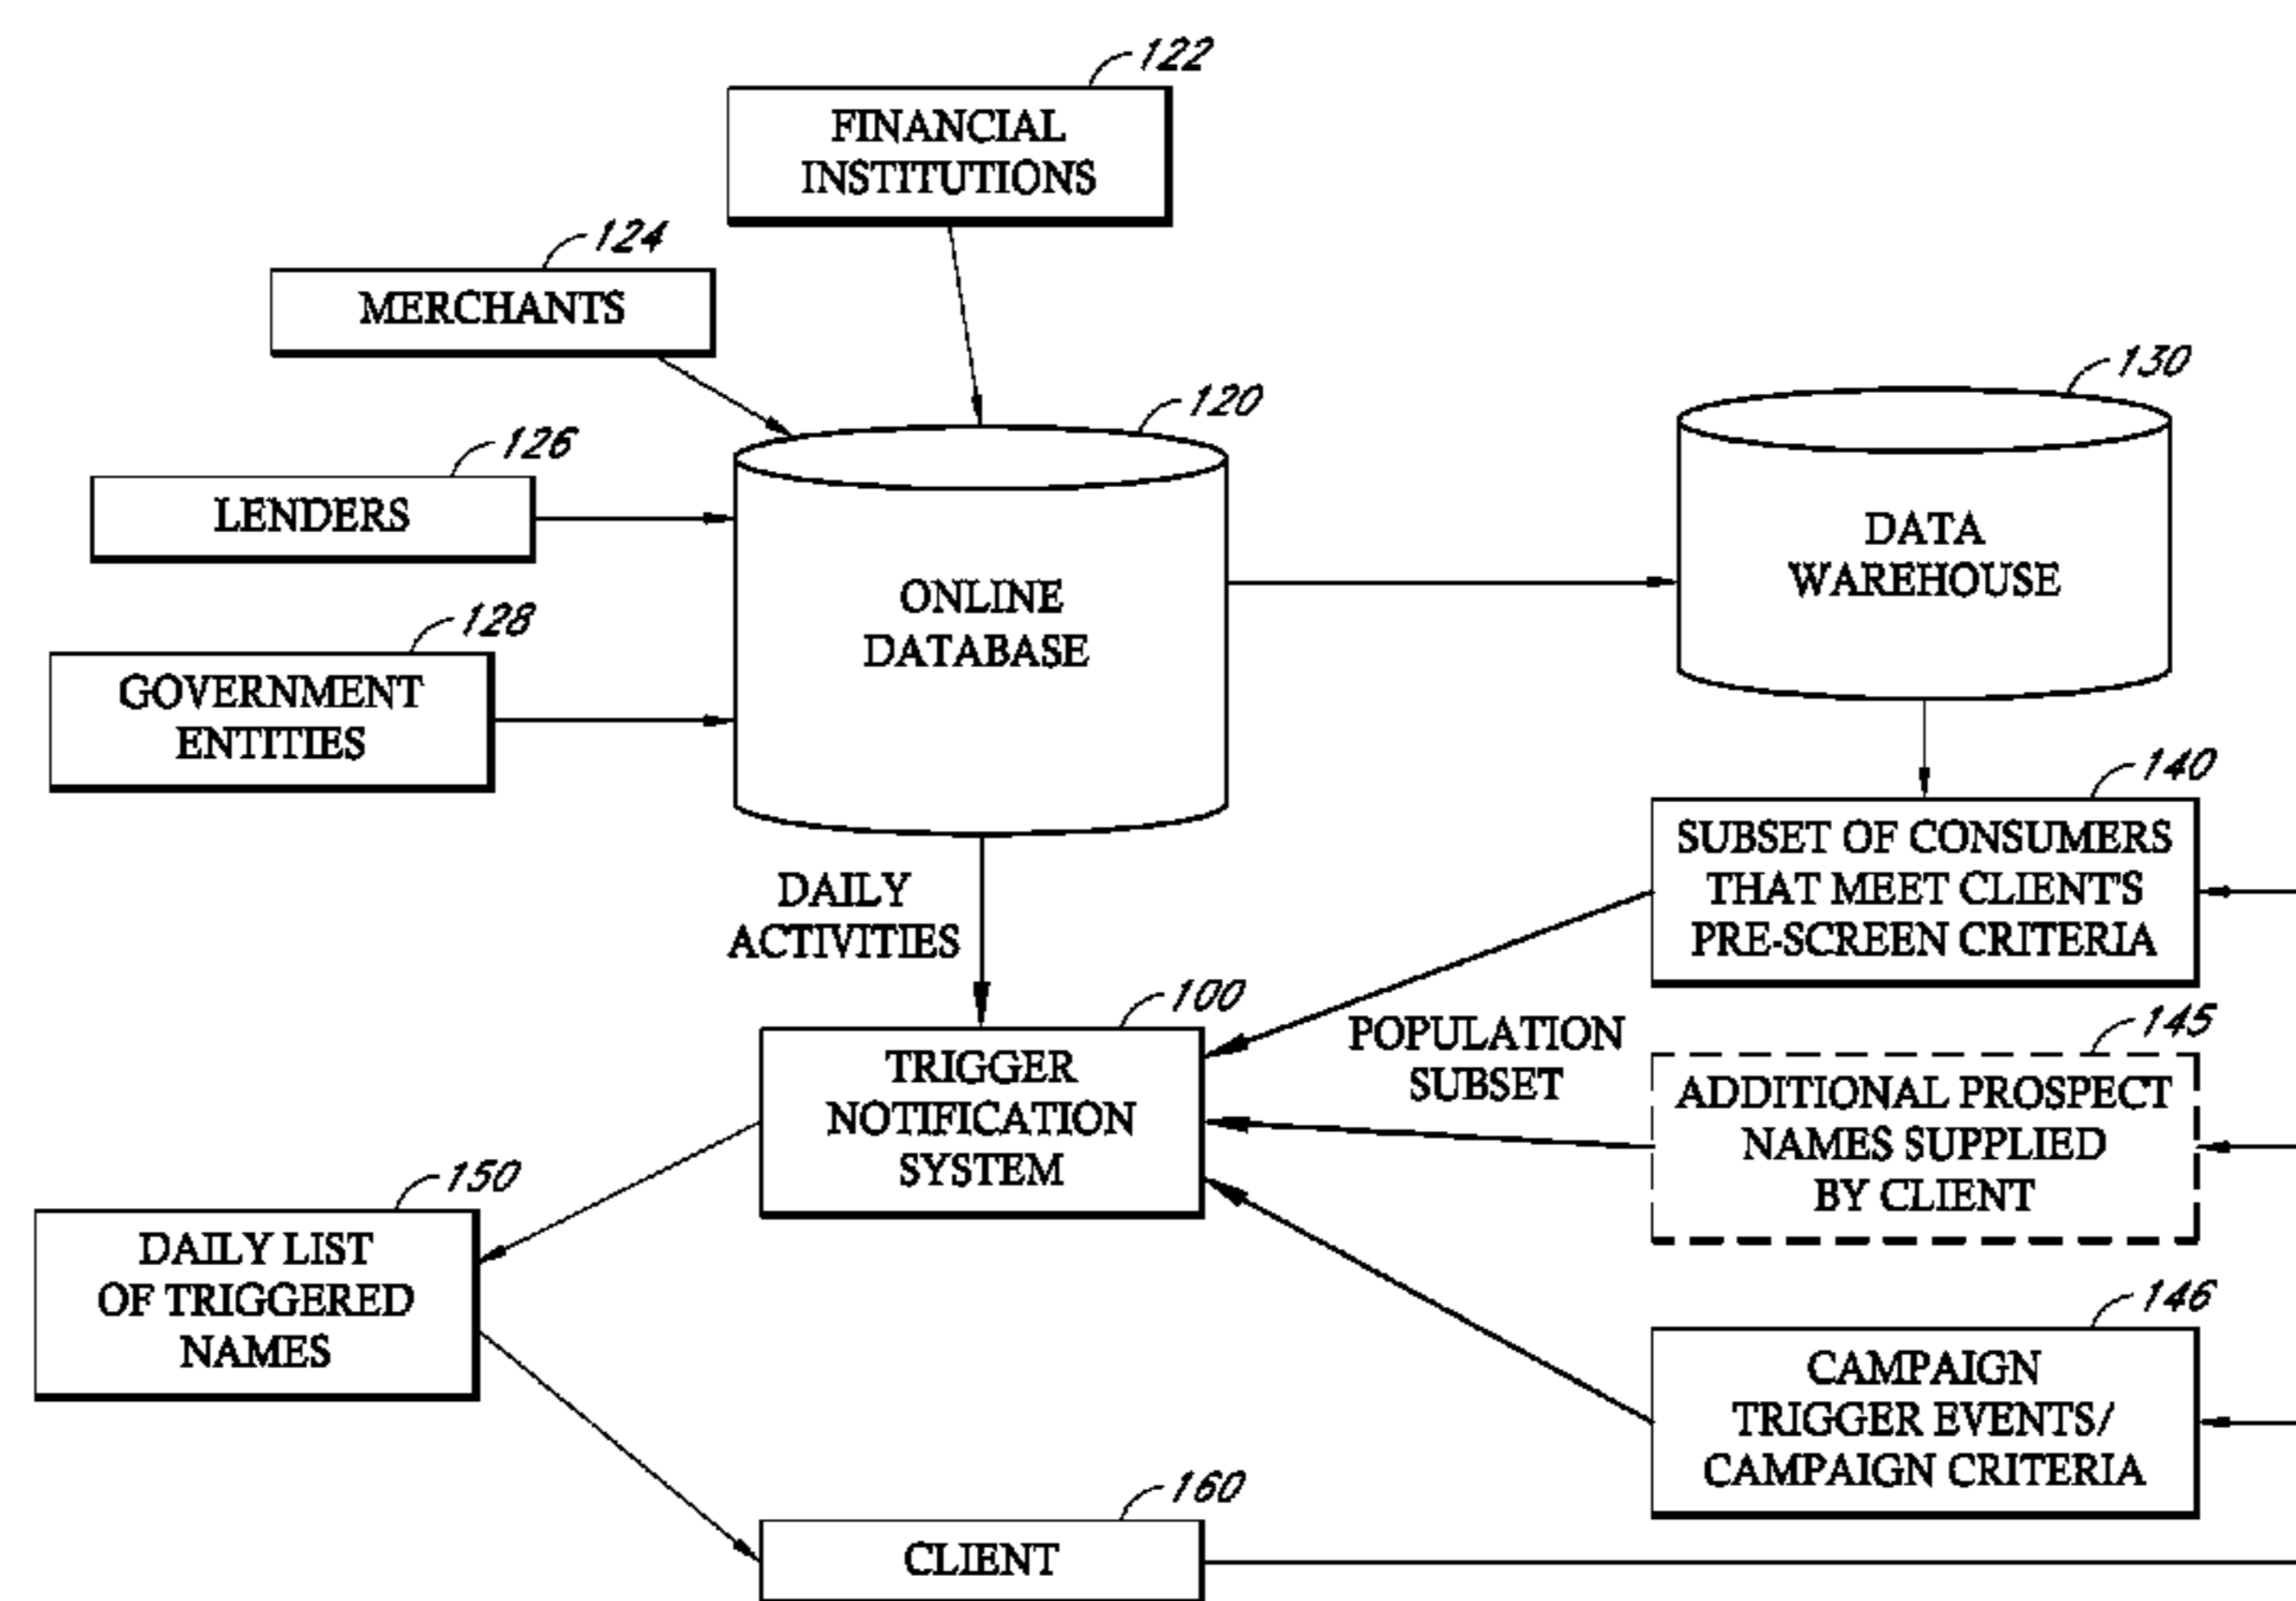 122
FINANCIAL
INSTITUTIONS
124
MERCHANTS
130
120
126
LENDERS
DATA
WAREHOUSE
ONLINE
DATABASE
128
GOVERNMENT
ENTITIES
140
SUBSET OF CONSUMERS
THAT MEET CLIENT'S
PRE-SCREEN CRITERIA
DAILY
ACTIVITIES
100
TRIGGER
NOTIFICATION
SYSTEM
POPULATION
SUBSET
145
ADDITIONAL PROSPECT
NAMES SUPPLIED
BY CLIENT
150
DAILY LIST
OF TRIGGERED
NAMES
146
CAMPAIGN
TRIGGER EVENTS/
CAMPAIGN CRITERIA
160
CLIENT